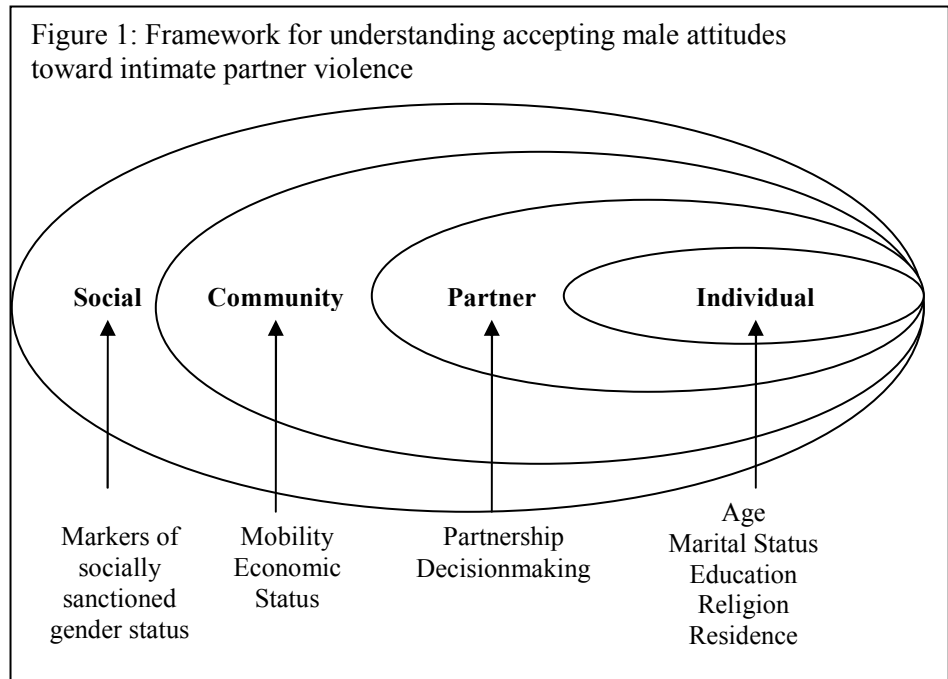 Figure 1: Framework for understanding accepting male attitudes
toward intimate partner violence
Social
Community
Partner
Individual
Markers of
socially
sanctioned
gender status
Mobility
Economic
Status
Partnership
Decisionmaking
Age
Marital Status
Education
Religion
Residence